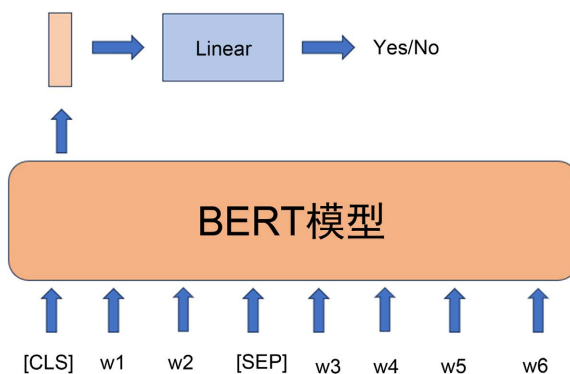 Linear Yes/No
BERT模型
[CLS] w1 w2 [SEP] w3 w4 w5 w6